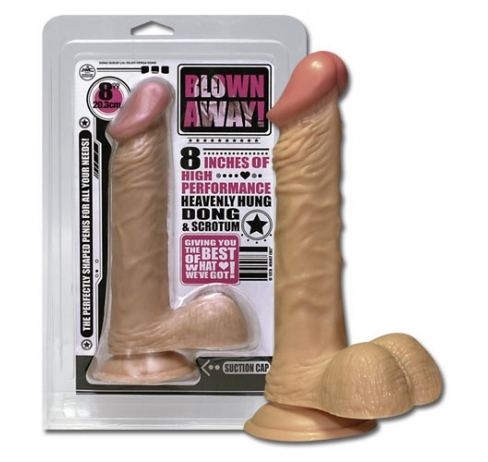 8"
20.3cm
BLOWN
AWAY!
8 INCHES OF
HIGH
PERFORMANCE
HEAVENLY HUNG
DONG
& SCROTUM
GIVING YOU
THE BEST
OF WHAT
WE'VE GOT!
SUCTION CAP
THE PERFECTLY SHAPED PENIS FOR ALL YOUR NEEDS!